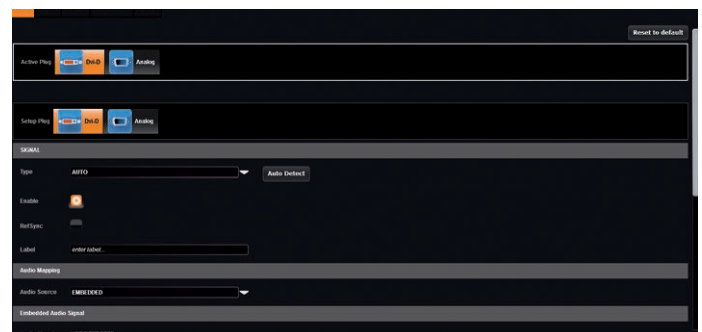 Reset to default
Active Plug DVI-D Analog
Setup Plug DVI-D Analog
SIGNAL
Type AUTO Auto Detect
Enable
RefSync
Label enter label...
Audio Mapping
Audio Source EMBEDDED
Embedded Audio Signal